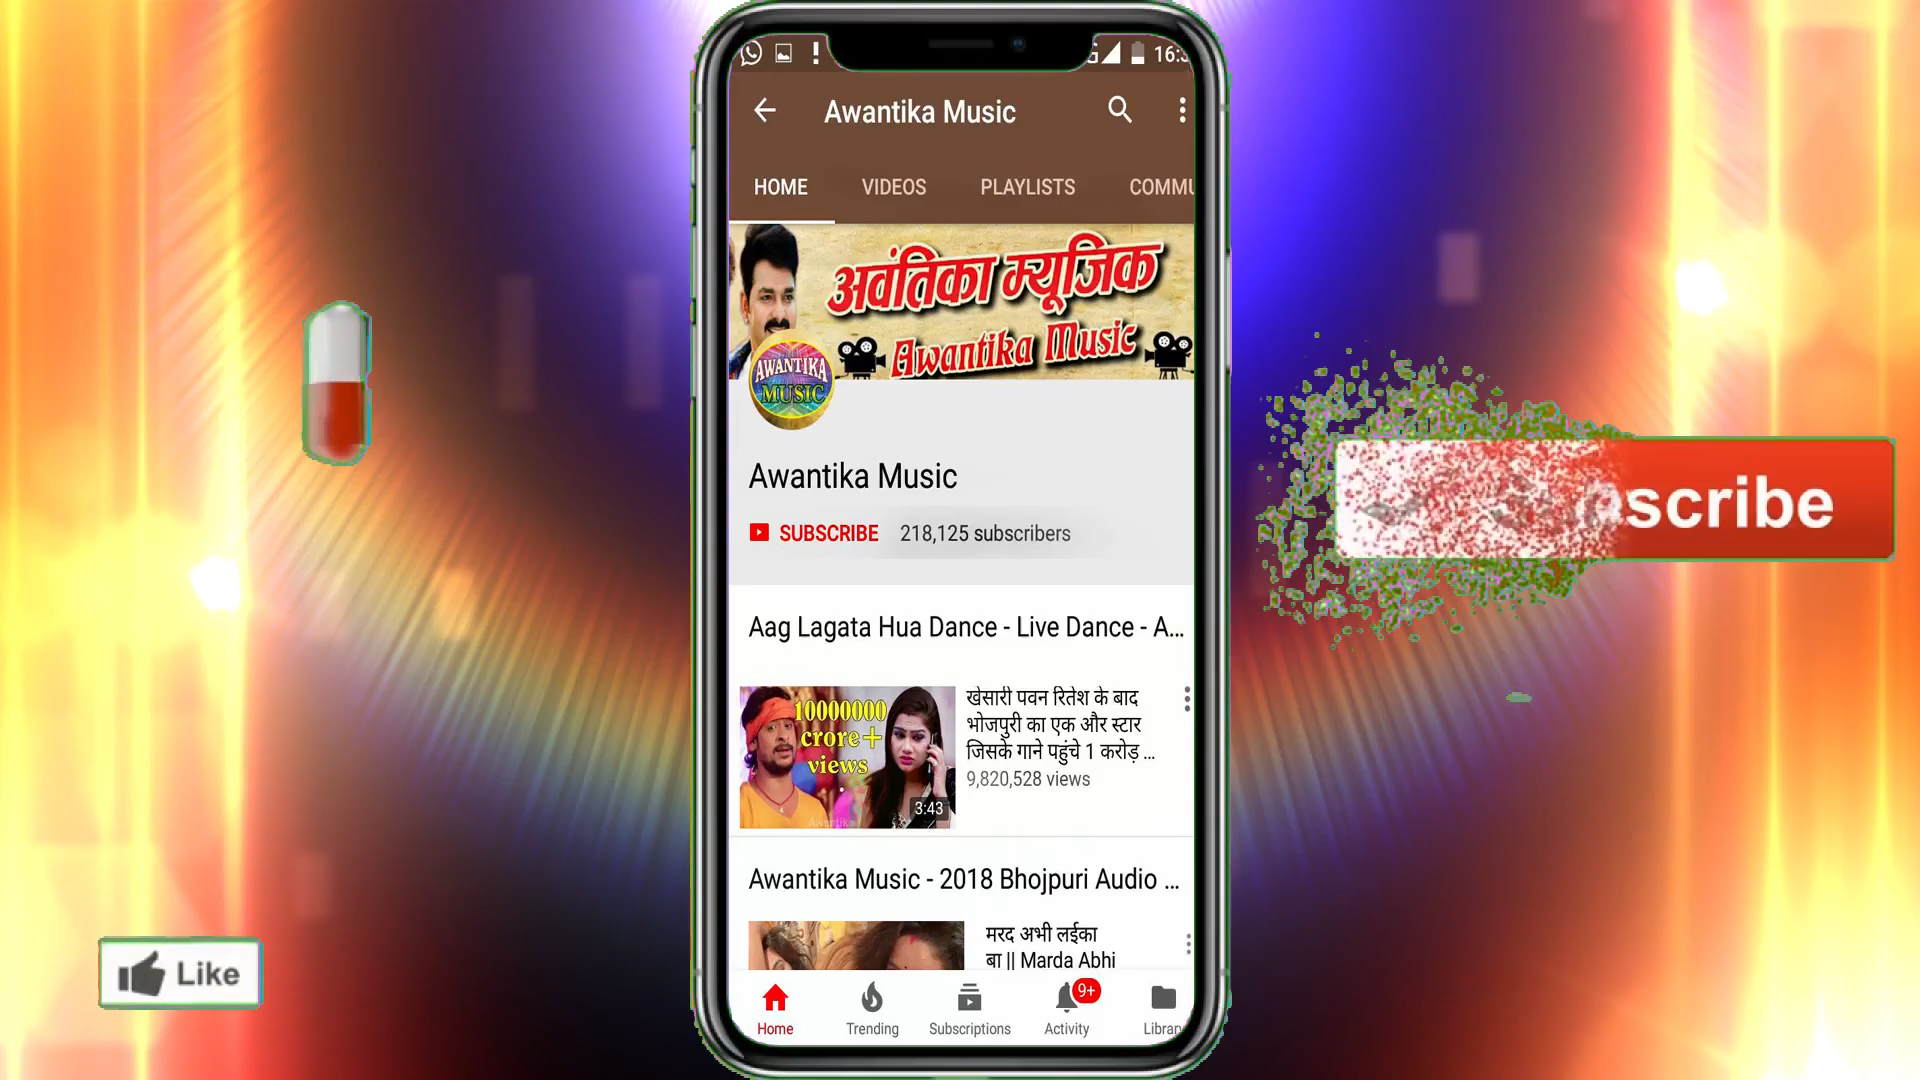 16:3
Awantika Music
HOME VIDEOS PLAYLISTS COMMU
अवंतिका म्यूजिक
Awantika Music
AWANTIKA
MUSIC
Awantika Music
SUBSCRIBE 218,125 subscribers
scribe
Aag Lagata Hua Dance - Live Dance - A...
10000000
crore+
views
3:43
Awantika
खेसारी पवन रितेश के बाद
भोजपुरी का एक और स्टार
जिसके गाने पहुंचे 1 करोड़ ...
9,820,528 views
Awantika Music - 2018 Bhojpuri Audio ...
मरद अभी लईका
बा || Marda Abhi
Like
9+
Home Trending Subscriptions Activity Library